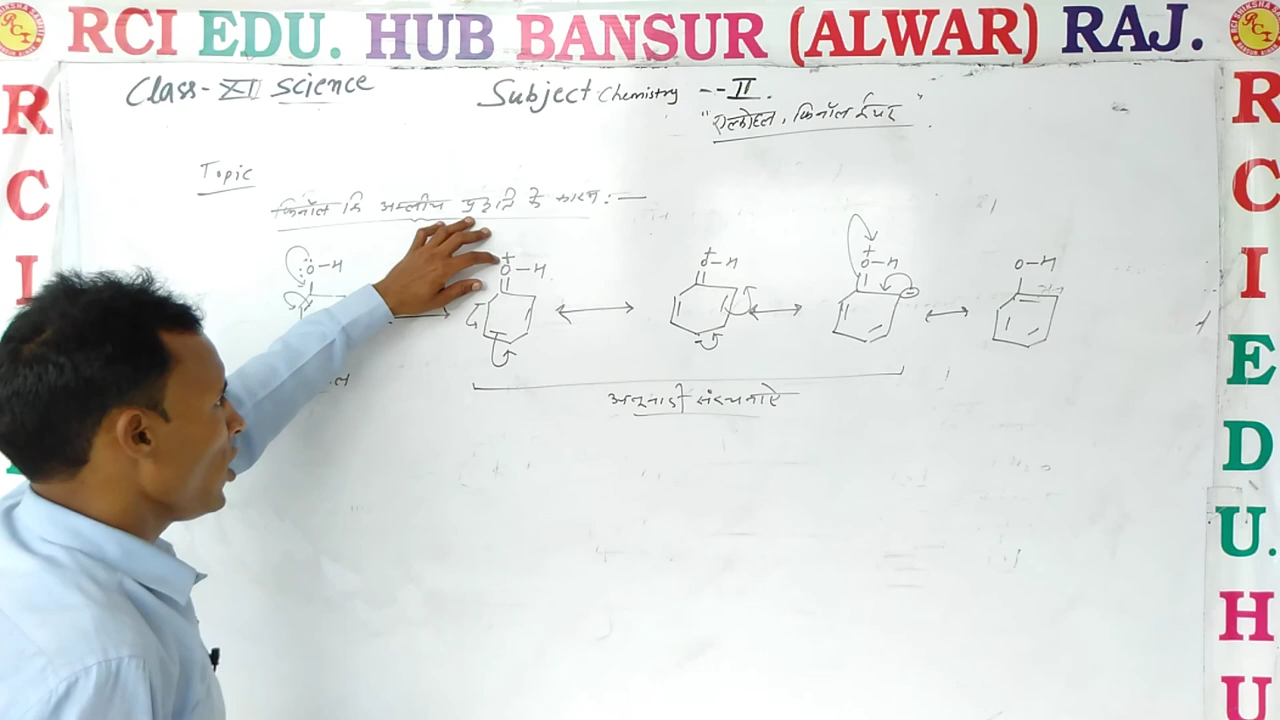 RCI EDU. HUB BANSUR (ALWAR) RAJ.
Class-XII science
Subject Chemistry -- II.
"एल्कोहल, फिनॉल ईथर"
Topic
फिनॉल कि अम्लीय प्रकृति के कारण:—
O-H
+
O-H
+
O-H
+
O-H
O-H
ल
अनुनादी संरचनाऐं
R
C
I
R
C
I
E
D
U.
H
U